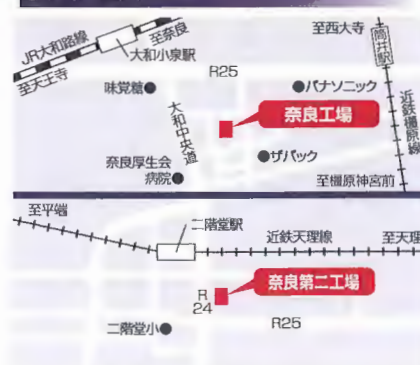 JR大和路線
至奈良
大和小泉駅
至天王寺
至西大寺
筒井駅
R25
味覚糖
パナソニック
大和中央道
奈良工場
近鉄橿原線
奈良厚生会
病院
ザパック
至橿原神宮前
至平端
二階堂駅
近鉄天理線
至天理
奈良第二工場
R
24
R25
二階堂小